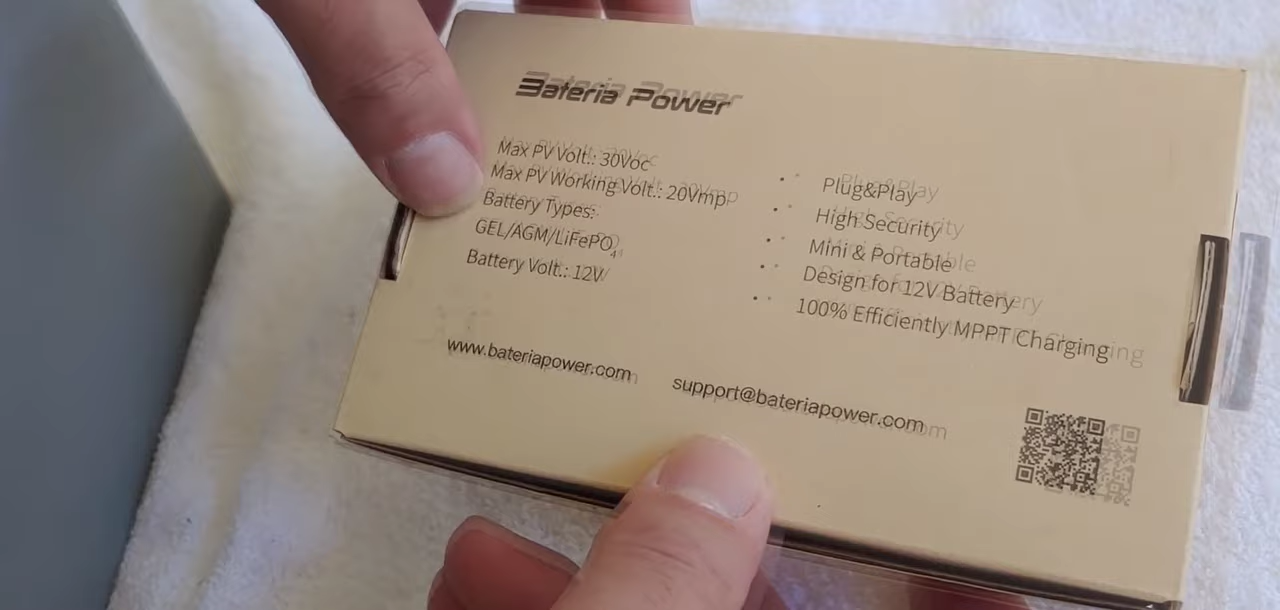 Bateria Power
Max PV Volt.: 30Voc
Max PV Working Volt.: 20Vmp
Battery Types:
GEL/AGM/LiFePO₄
Battery Volt.: 12V
• Plug&Play
• High Security
• Mini & Portable
• Design for 12V Battery
• 100% Efficiently MPPT Charging
www.bateriapower.com
support@bateriapower.com